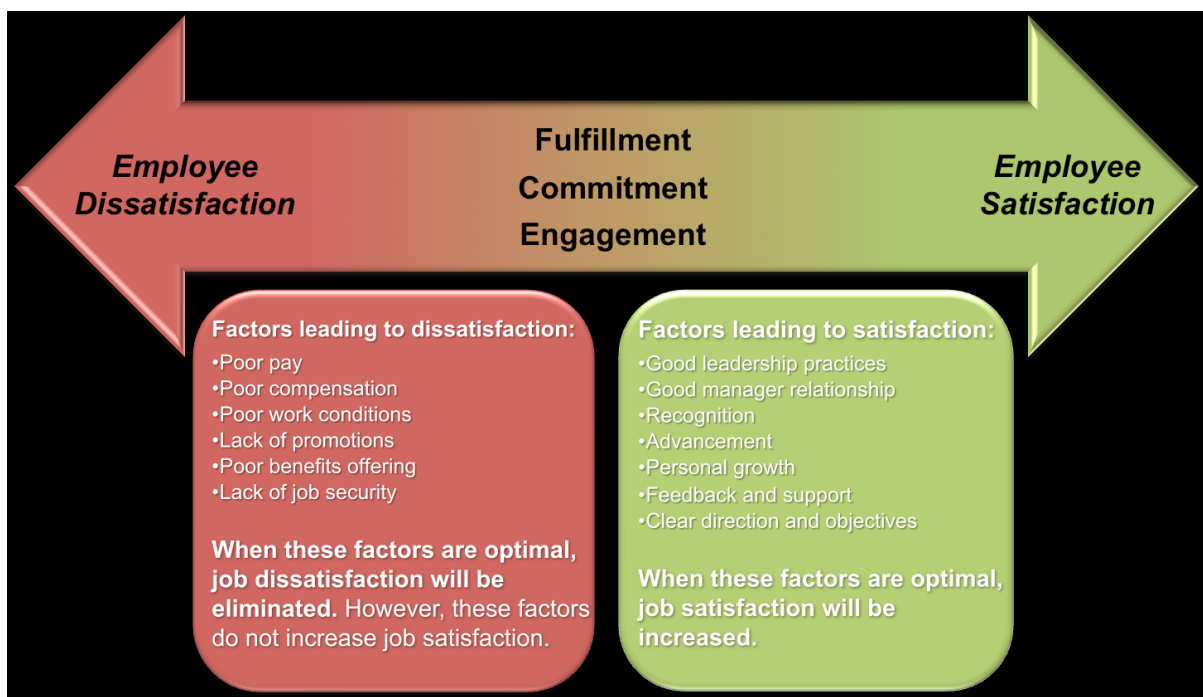 Employee
Dissatisfaction
Fulfillment
Commitment
Engagement
Employee
Satisfaction
Factors leading to dissatisfaction:
•Poor pay
•Poor compensation
•Poor work conditions
•Lack of promotions
•Poor benefits offering
•Lack of job security
When these factors are optimal,
job dissatisfaction will be
eliminated. However, these factors
do not increase job satisfaction.
Factors leading to satisfaction:
•Good leadership practices
•Good manager relationship
•Recognition
•Advancement
•Personal growth
•Feedback and support
•Clear direction and objectives
When these factors are optimal,
job satisfaction will be
increased.